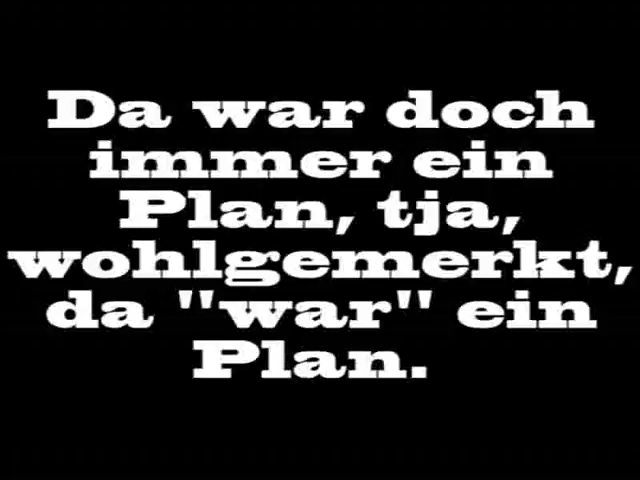 Da war doch
immer ein
Plan, tja,
wohlgemerkt,
da "war" ein
Plan.